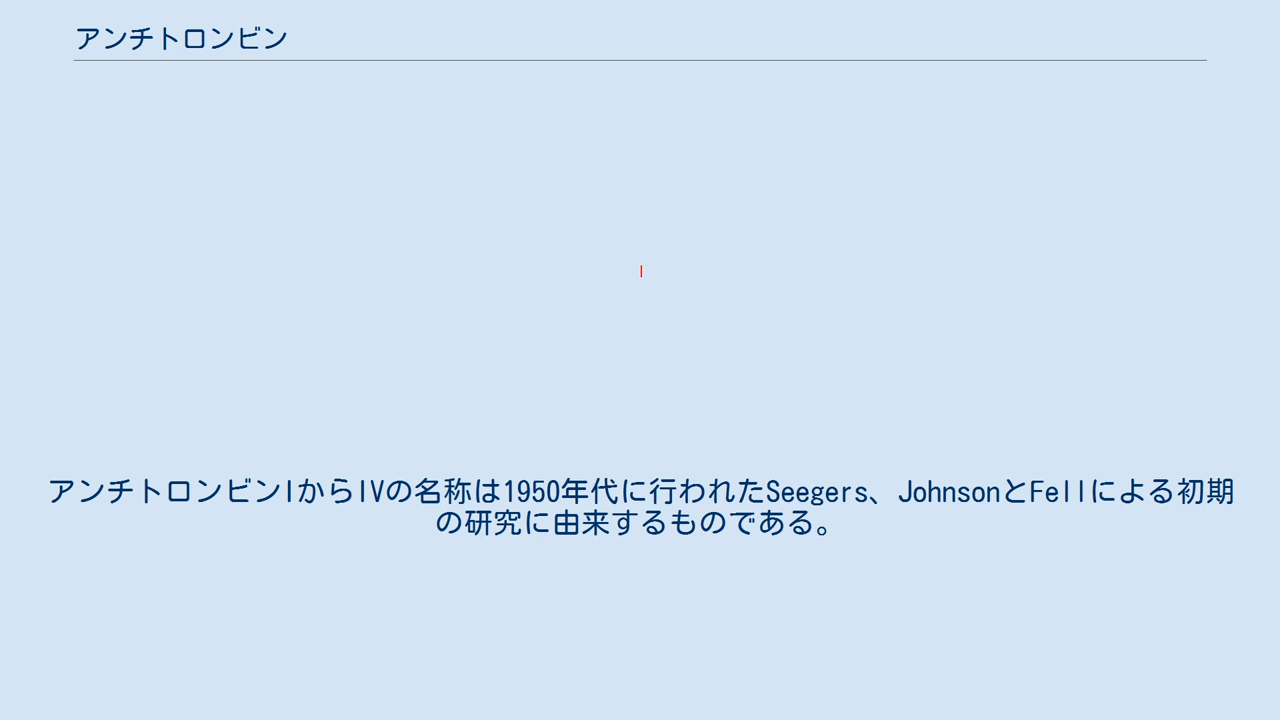 アンチトロンビン
アンチトロンビンIからIVの名称は1950年代に行われたSeegers、JohnsonとFellによる初期
の研究に由来するものである。